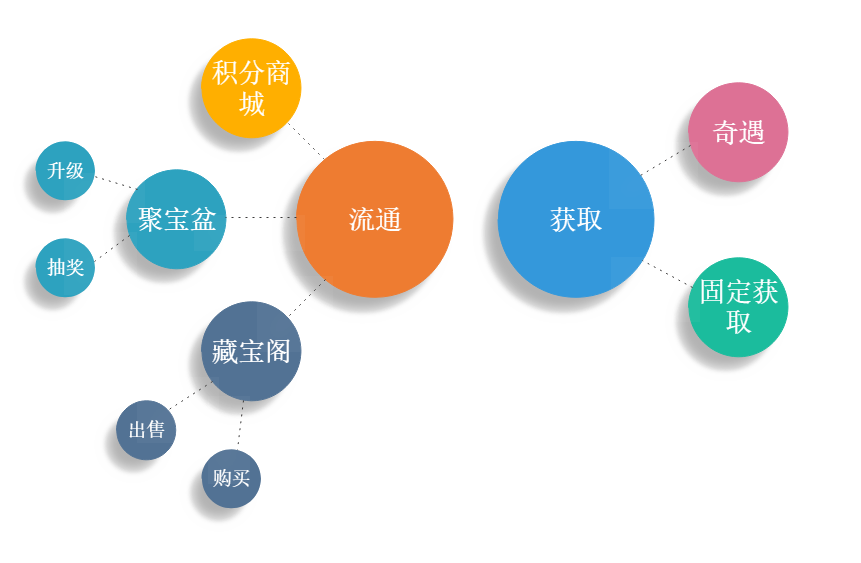 积分商
城
奇遇
升级
聚宝盆
流通
获取
抽奖
固定获
取
藏宝阁
出售
购买